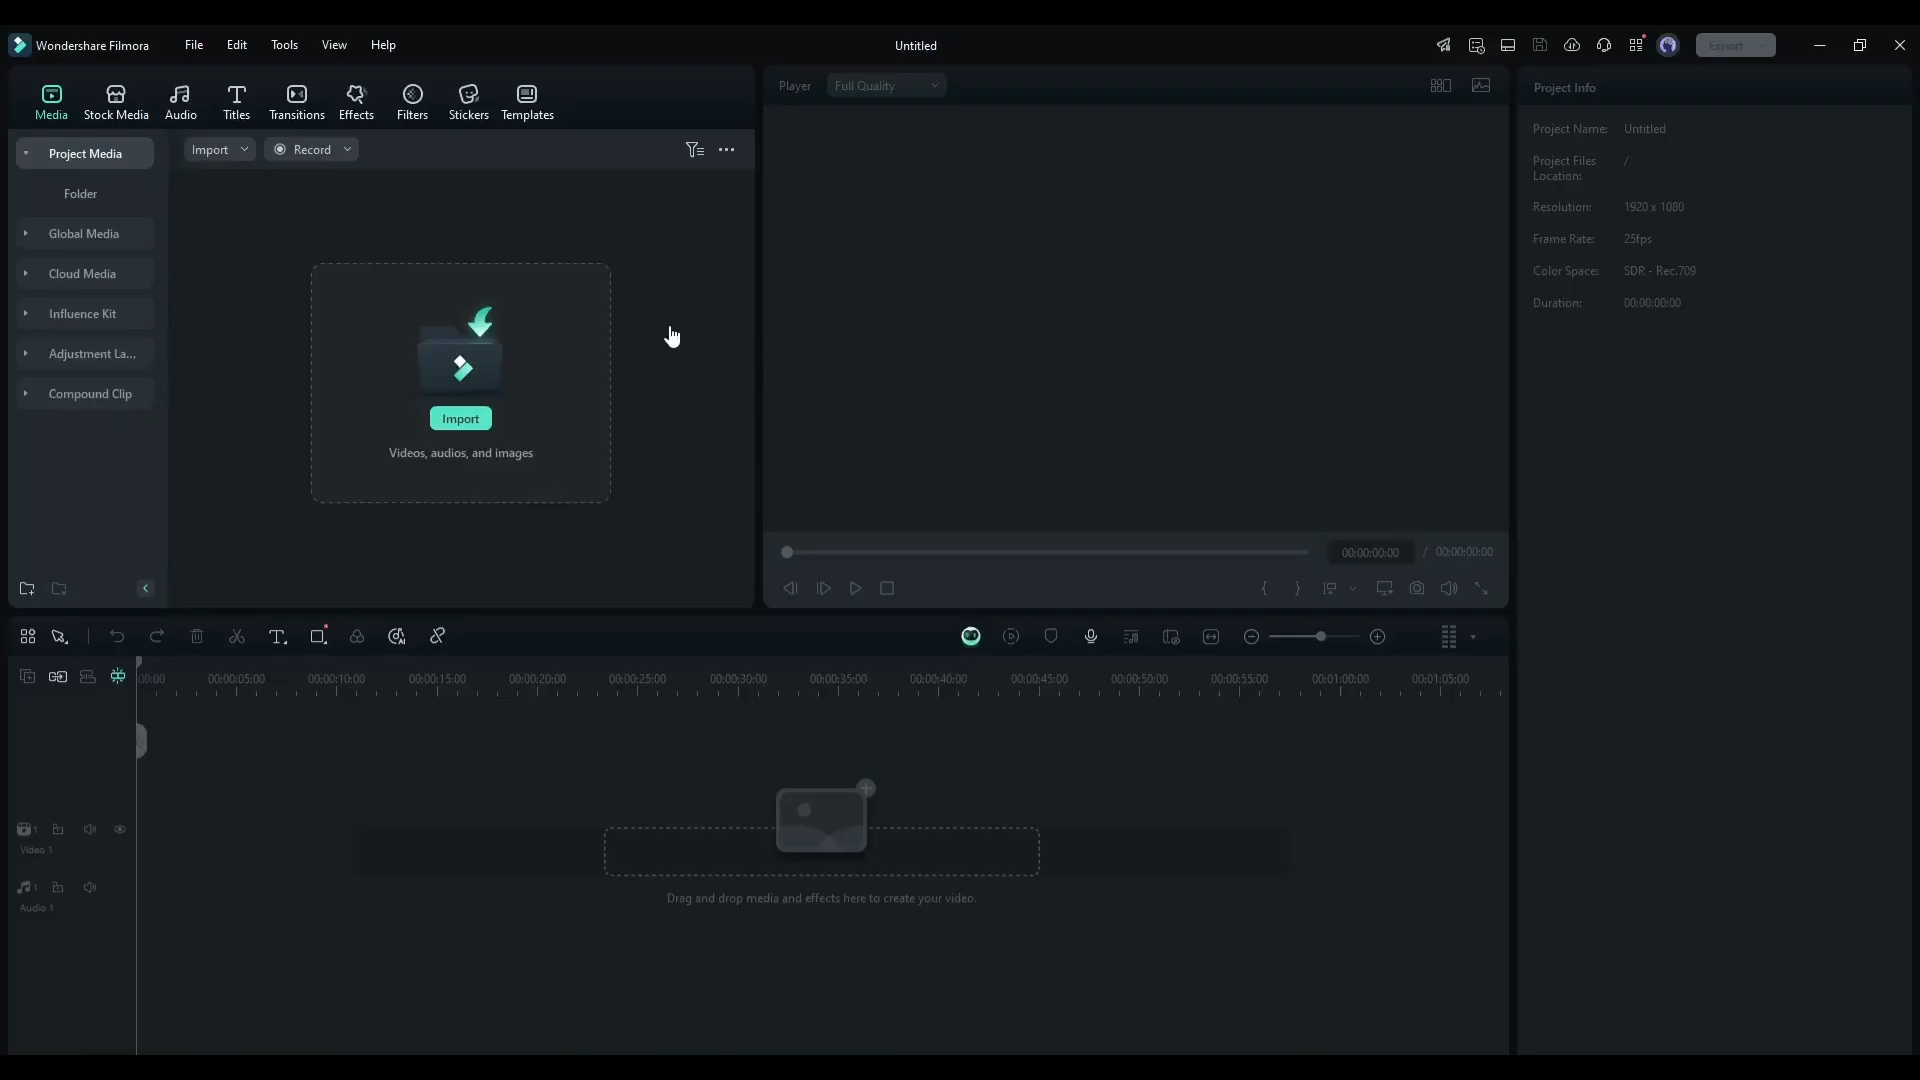 Wondershare Filmora
File
Edit
Tools
View
Help
Untitled
Export
Media
Stock Media
Audio
Titles
Transitions
Effects
Filters
Stickers
Templates
Player
Full Quality
Project Info
Project Media
Folder
Global Media
Cloud Media
Influence Kit
Adjustment La...
Compound Clip
Import
Record
Import
Videos, audios, and images
Project Name: Untitled
Project Files /
Location:
Resolution: 1920 x 1080
Frame Rate: 25fps
Color Space: SDR - Rec.709
Duration: 00:00:00:00
00:00:00:00 / 00:00:00:00
{ }
00:00
00:00:05:00
00:00:10:00
00:00:15:00
00:00:20:00
00:00:25:00
00:00:30:00
00:00:35:00
00:00:40:00
00:00:45:00
00:00:50:00
00:00:55:00
00:01:00:00
00:01:05:00
1
Video 1
1
Audio 1
Drag and drop media and effects here to create your video.